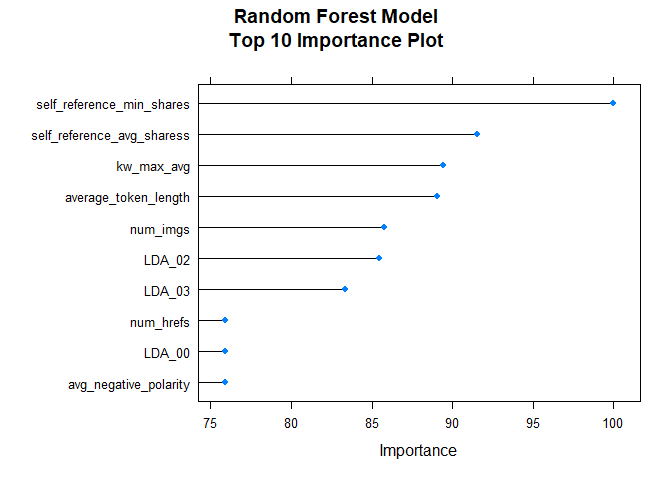 Random Forest Model
Top 10 Importance Plot
self_reference_min_shares
self_reference_avg_sharess
kw_max_avg
average_token_length
num_imgs
LDA_02
LDA_03
num_hrefs
LDA_00
avg_negative_polarity
75 80 85 90 95 100
Importance